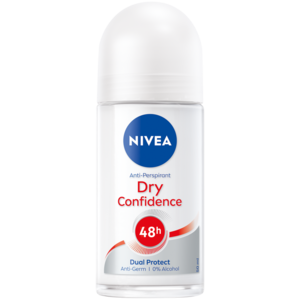 NIVEA
Anti-Perspirant
Dry
Confidence
48h
Dual Protect
Anti-Germ | 0% Alcohol